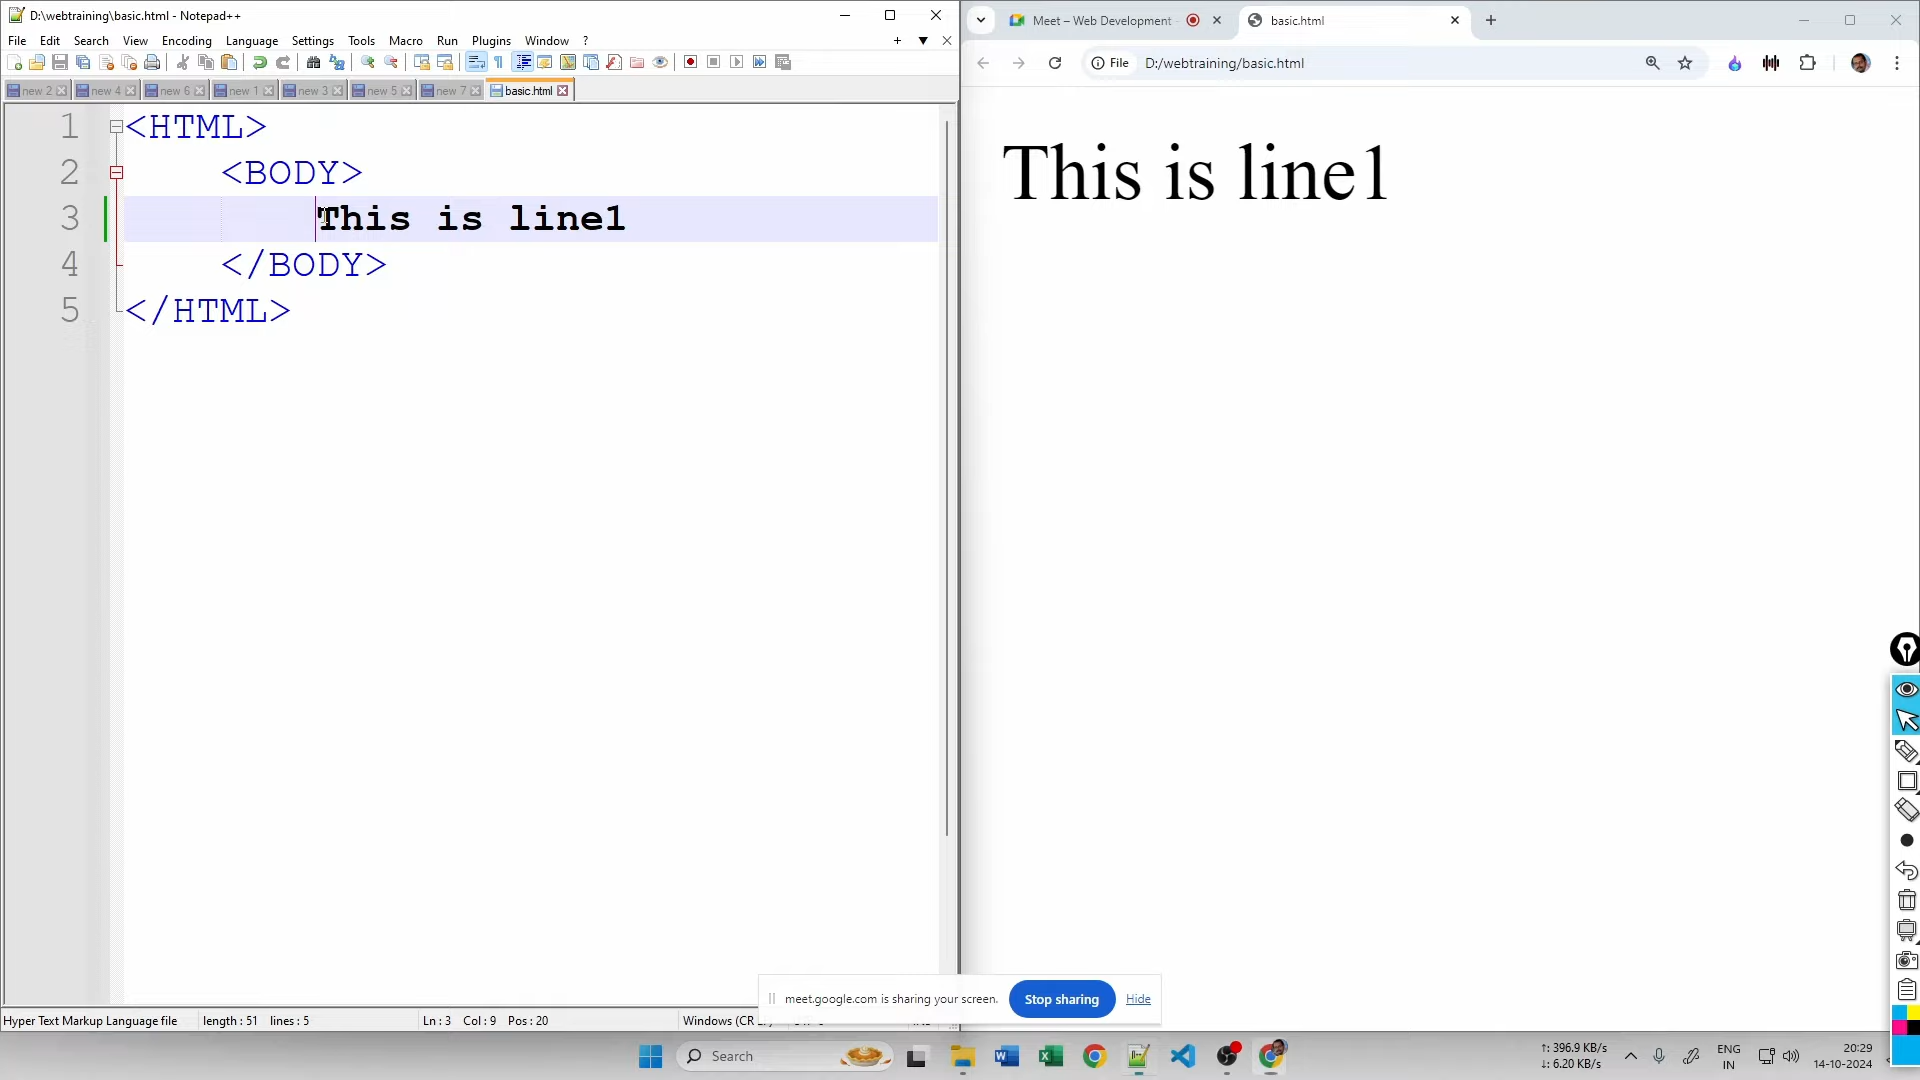 D:\webtraining\basic.html - Notepad++
File Edit Search View Encoding Language Settings Tools Macro Run Plugins Window ?
new 2 new 4 new 6 new 1 new 3 new 5 new 7 basic.html
1 <HTML>
2 <BODY>
3 This is line1
4 </BODY>
5 </HTML>
Hyper Text Markup Language file length: 51 lines: 5 Ln: 3 Col: 9 Pos: 20 Windows (CR
Meet – Web Development basic.html
File D:/webtraining/basic.html
This is line1
meet.google.com is sharing your screen. Stop sharing Hide
Search
↑: 396.9 KB/s
↓: 6.20 KB/s
ENG
IN
20:29
14-10-2024